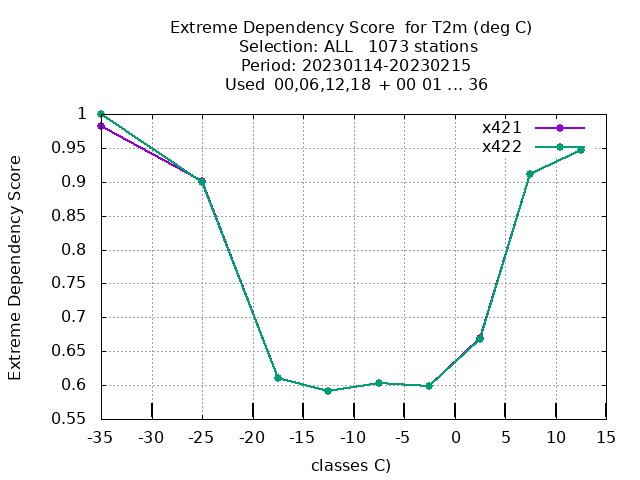 Extreme Dependency Score  for T2m (deg C)
Selection: ALL   1073 stations
Period: 20230114-20230215
Used  00,06,12,18 + 00 01 ... 36
x421
x422
1
0.95
0.9
0.85
0.8
0.75
0.7
0.65
0.6
0.55
Extreme Dependency Score
-35 -30 -25 -20 -15 -10 -5 0 5 10 15
classes C)